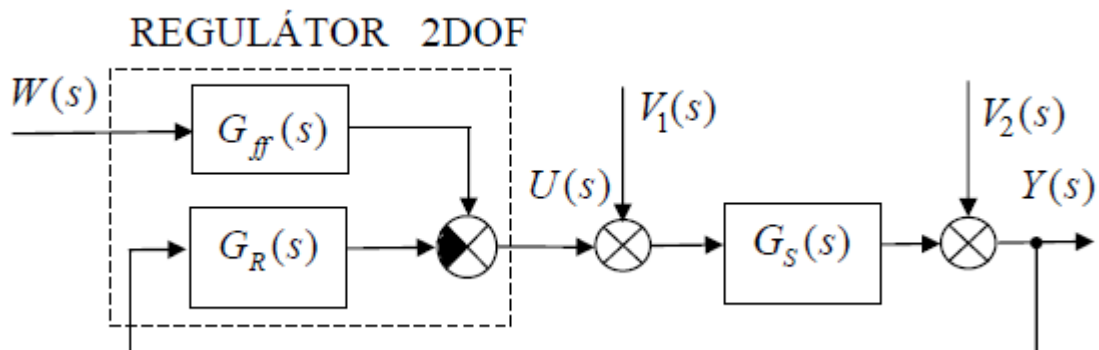 REGULÁTOR 2DOF
W(s)
G_ff(s)
V_1(s)
V_2(s)
U(s)
Y(s)
G_R(s)
G_S(s)